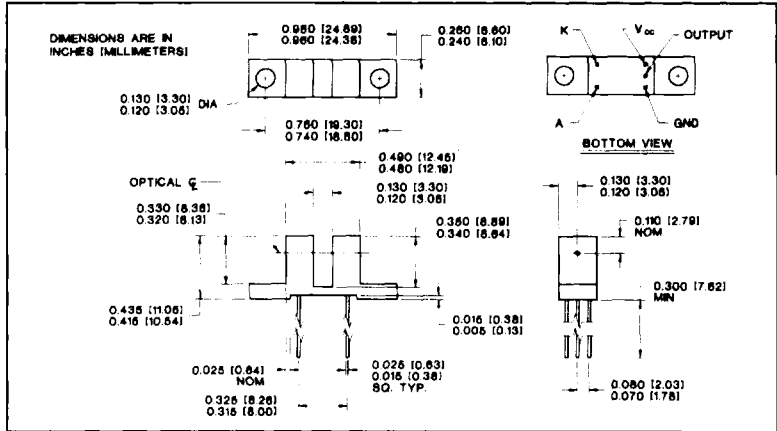 DIMENSIONS ARE IN
INCHES [MILLIMETERS]
0.980 [24.89]
0.960 [24.38]
0.260 [6.60]
0.240 [6.10]
K
Vcc
OUTPUT
0.130 [3.30]
0.120 [3.05]
DIA
A
GND
BOTTOM VIEW
0.760 [19.30]
0.740 [18.80]
0.490 [12.45]
0.480 [12.19]
OPTICAL ℄
0.130 [3.30]
0.120 [3.05]
0.130 [3.30]
0.120 [3.05]
0.330 [8.38]
0.320 [8.13]
0.350 [8.89]
0.340 [8.64]
0.110 [2.79]
NOM
0.300 [7.62]
MIN
0.435 [11.05]
0.415 [10.54]
0.015 [0.38]
0.005 [0.13]
0.025 [0.64]
NOM
0.025 [0.63]
0.015 [0.38]
SQ. TYP.
0.325 [8.26]
0.315 [8.00]
0.080 [2.03]
0.070 [1.78]